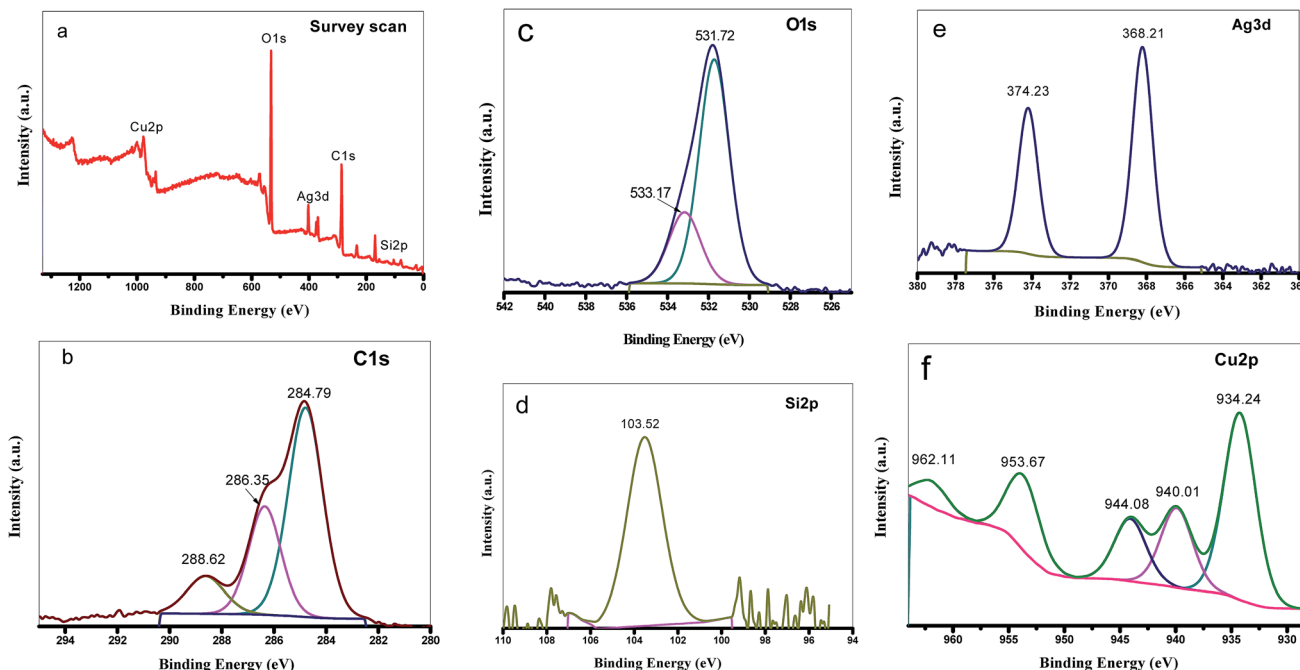 a
Survey scan
O1s
Cu2p
C1s
Ag3d
Si2p
Intensity (a.u.)
1200 1000 800 600 400 200 0
Binding Energy (eV)
b
C1s
284.79
286.35
288.62
Intensity (a.u.)
294 292 290 288 286 284 282 280
Binding Energy (eV)
c
O1s
531.72
533.17
Intensity (a.u.)
542 540 538 536 534 532 530 528 526
Binding Energy (eV)
d
Si2p
103.52
Intensity (a.u.)
110 108 106 104 102 100 98 96 94
Binding Energy (eV)
e
Ag3d
368.21
374.23
Intensity (a.u.)
380 378 376 374 372 370 368 366 364 362
Binding Energy (eV)
f
Cu2p
934.24
962.11
953.67
944.08
940.01
Intensity (a.u.)
960 955 950 945 940 935 930
Binding Energy (eV)